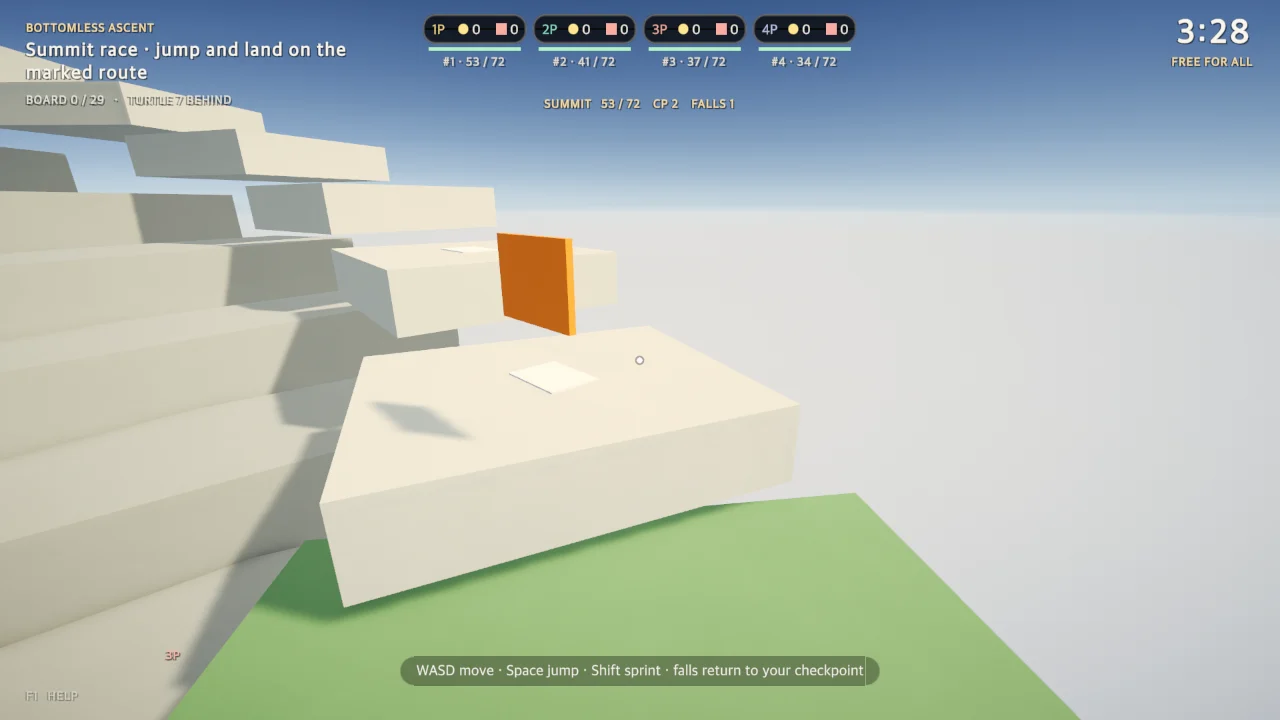 BOTTOMLESS ASCENT
Summit race · jump and land on the
marked route
BOARD 0 / 29 · TURTLE 7 BEHIND
1P 0 0
#1 · 53 / 72
2P 0 0
#2 · 41 / 72
3P 0 0
#3 · 37 / 72
4P 0 0
#4 · 34 / 72
SUMMIT 53 / 72 CP 2 FALLS 1
3:28
FREE FOR ALL
3P
WASD move · Space jump · Shift sprint · falls return to your checkpoint
F1 HELP